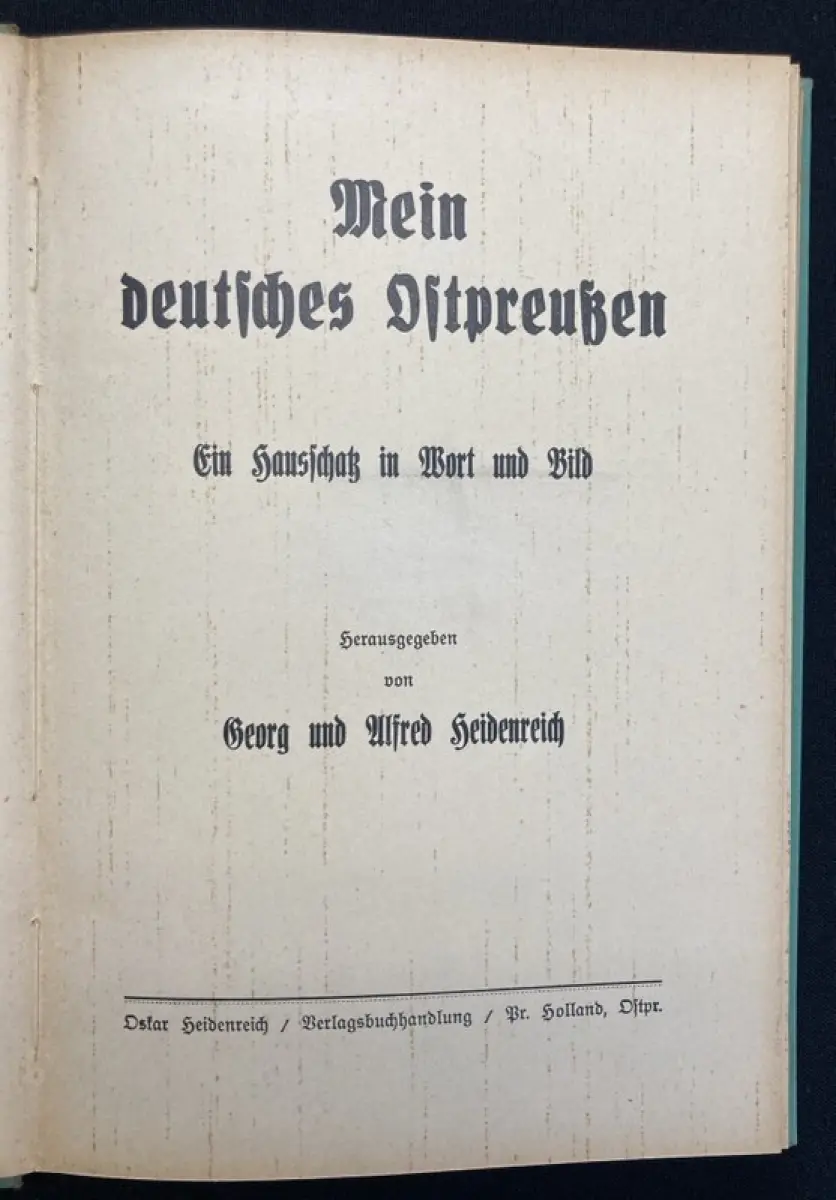 Mein
deutſches Oſtpreußen
Ein Hausſchatz in Wort und Bild
Herausgegeben
von
Georg und Alfred Heidenreich
Oskar Heidenreich / Verlagsbuchhandlung / Pr. Holland, Oſtpr.